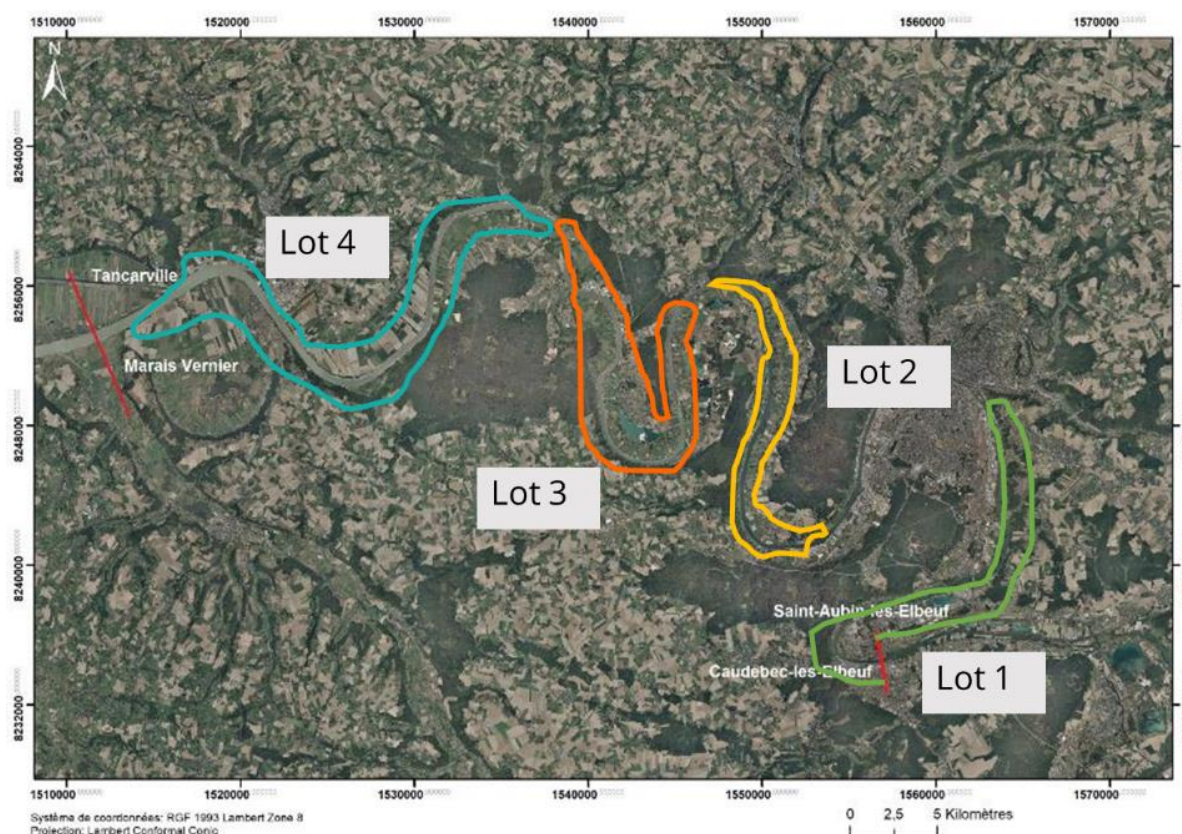 1510000 1520000 1530000 1540000 1550000 1560000 1570000
N
8264000
8256000
8248000
8240000
8232000
Lot 4
Tancarville
Marais Vernier
Lot 2
Lot 3
Saint-Aubin-les-Elbeuf
Caudebec-les-Elbeuf
Lot 1
1510000 1520000 1530000 1540000 1550000 1560000 1570000
Système de coordonnées: RGF 1993 Lambert Zone 8
Projection: Lambert Conformal Conic
0 2,5 5 Kilomètres